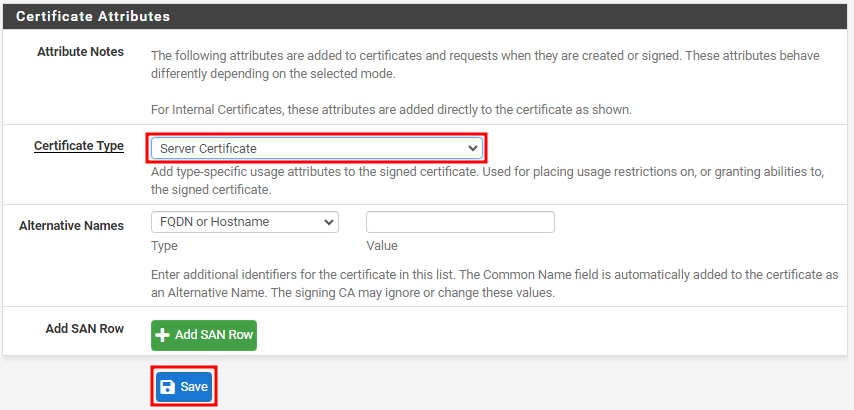 Certificate Attributes
Attribute Notes
The following attributes are added to certificates and requests when they are created or signed. These attributes behave
differently depending on the selected mode.
For Internal Certificates, these attributes are added directly to the certificate as shown.
Certificate Type
Server Certificate
Add type-specific usage attributes to the signed certificate. Used for placing usage restrictions on, or granting abilities to,
the signed certificate.
Alternative Names
FQDN or Hostname
Type
Value
Enter additional identifiers for the certificate in this list. The Common Name field is automatically added to the certificate as
an Alternative Name. The signing CA may ignore or change these values.
Add SAN Row
Add SAN Row
Save